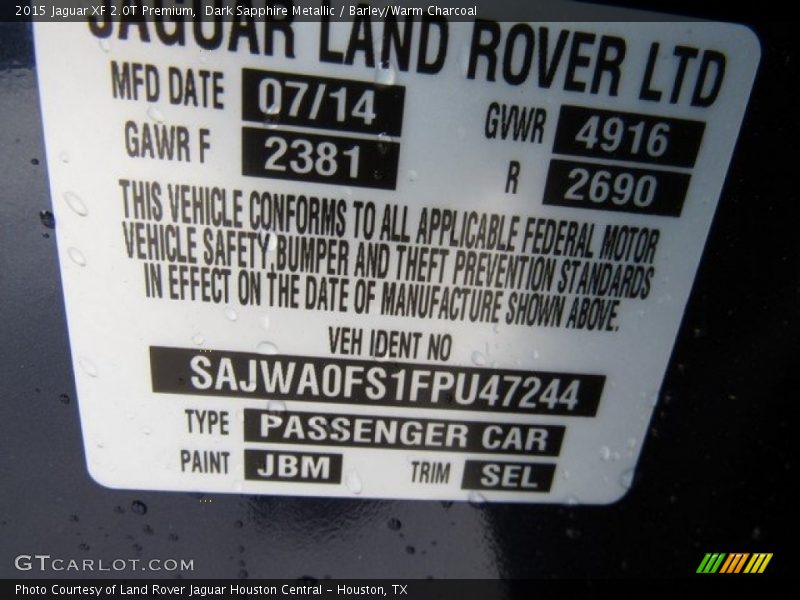 2015 Jaguar XF 2.0T Premium, Dark Sapphire Metallic / Barley/Warm Charcoal
JAGUAR LAND ROVER LTD
MFD DATE 07/14 GVWR 4916
GAWR F 2381 R 2690
THIS VEHICLE CONFORMS TO ALL APPLICABLE FEDERAL MOTOR
VEHICLE SAFETY BUMPER AND THEFT PREVENTION STANDARDS
IN EFFECT ON THE DATE OF MANUFACTURE SHOWN ABOVE.
VEH IDENT NO
SAJWA0FS1FPU47244
TYPE PASSENGER CAR
PAINT JBM TRIM SEL
GTCARLOT.COM
Photo Courtesy of Land Rover Jaguar Houston Central - Houston, TX